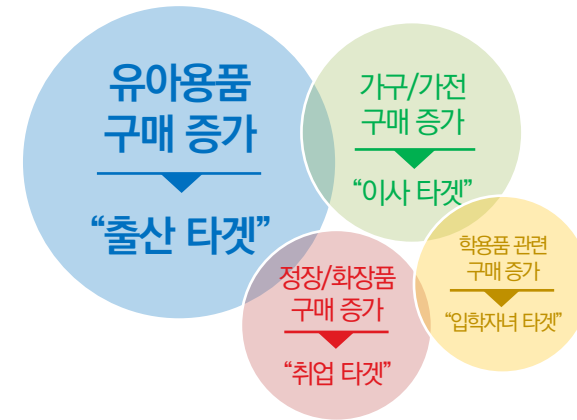 유아용품
구매 증가
“출산 타겟”
가구/가전
구매 증가
“이사 타겟”
정장/화장품
구매 증가
“취업 타겟”
학용품 관련
구매 증가
“입학자녀 타겟”